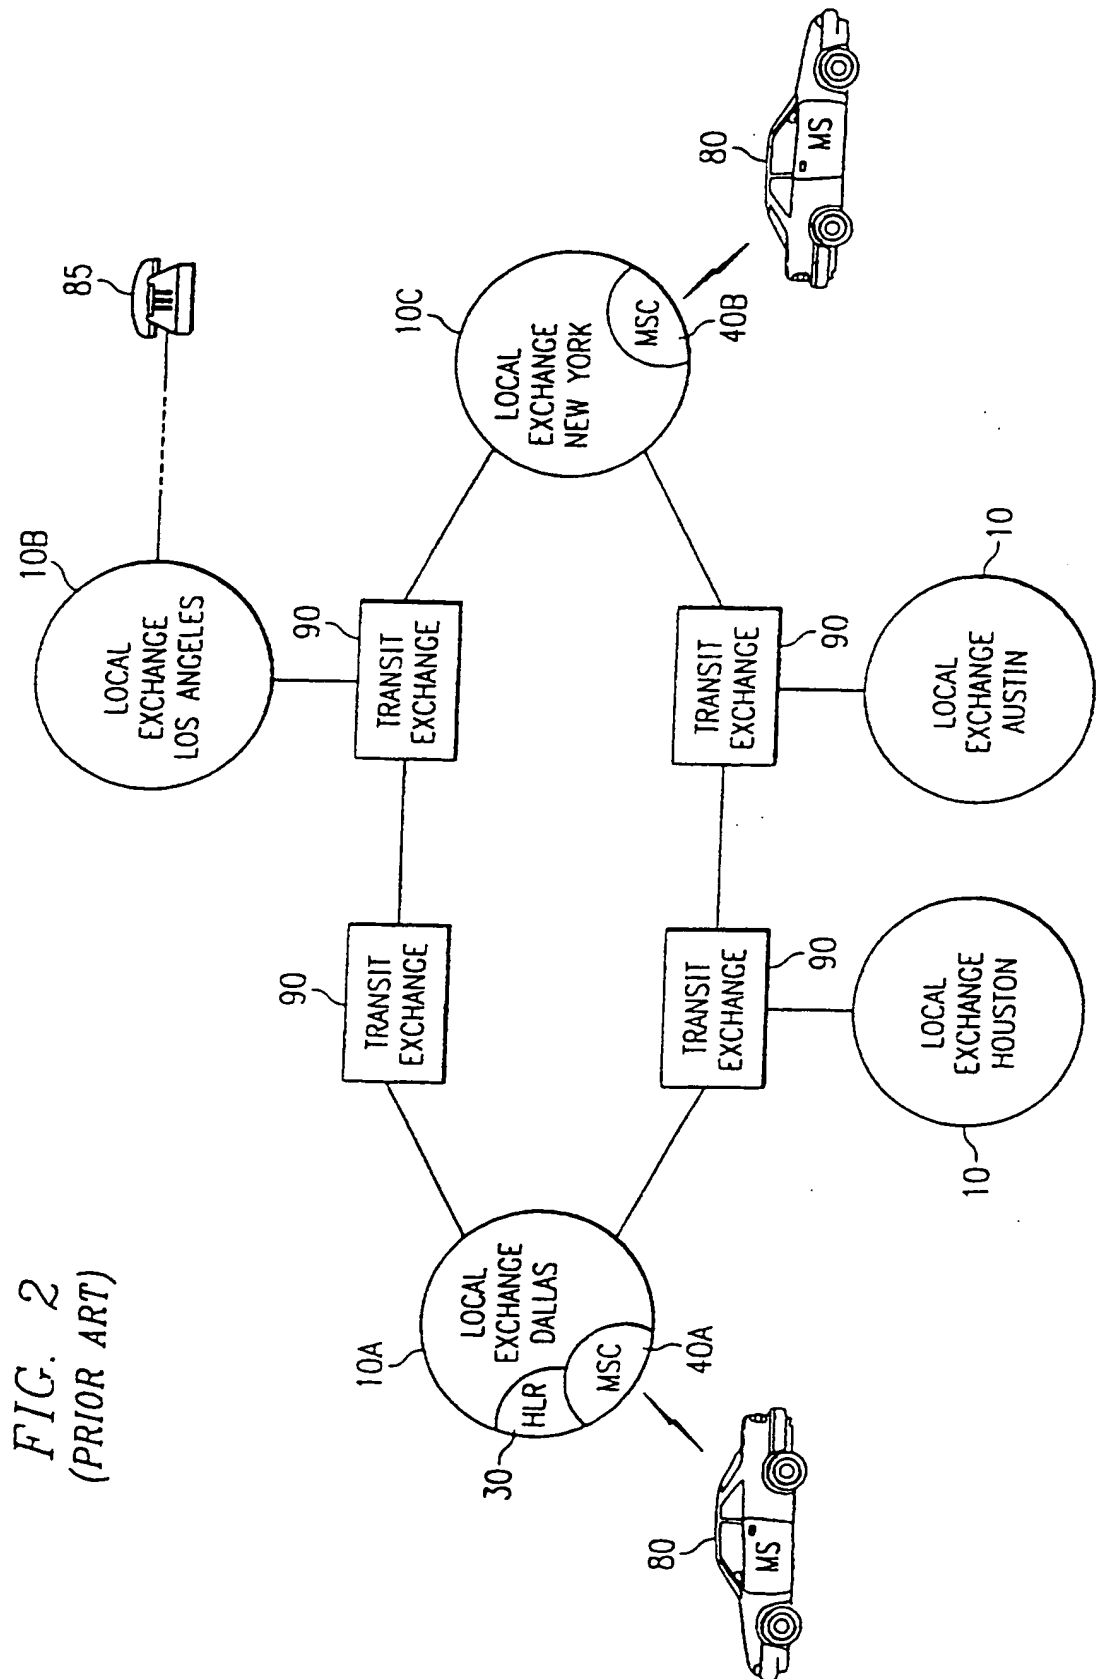 FIG. 2
(PRIOR ART)
10B
LOCAL
EXCHANGE
LOS ANGELES
85
90
TRANSIT
EXCHANGE
90
TRANSIT
EXCHANGE
10A
LOCAL
EXCHANGE
DALLAS
HLR
30
MSC
40A
10C
LOCAL
EXCHANGE
NEW YORK
MSC
40B
80
MS
80
MS
TRANSIT
EXCHANGE
90
TRANSIT
EXCHANGE
90
LOCAL
EXCHANGE
HOUSTON
10
LOCAL
EXCHANGE
AUSTIN
10